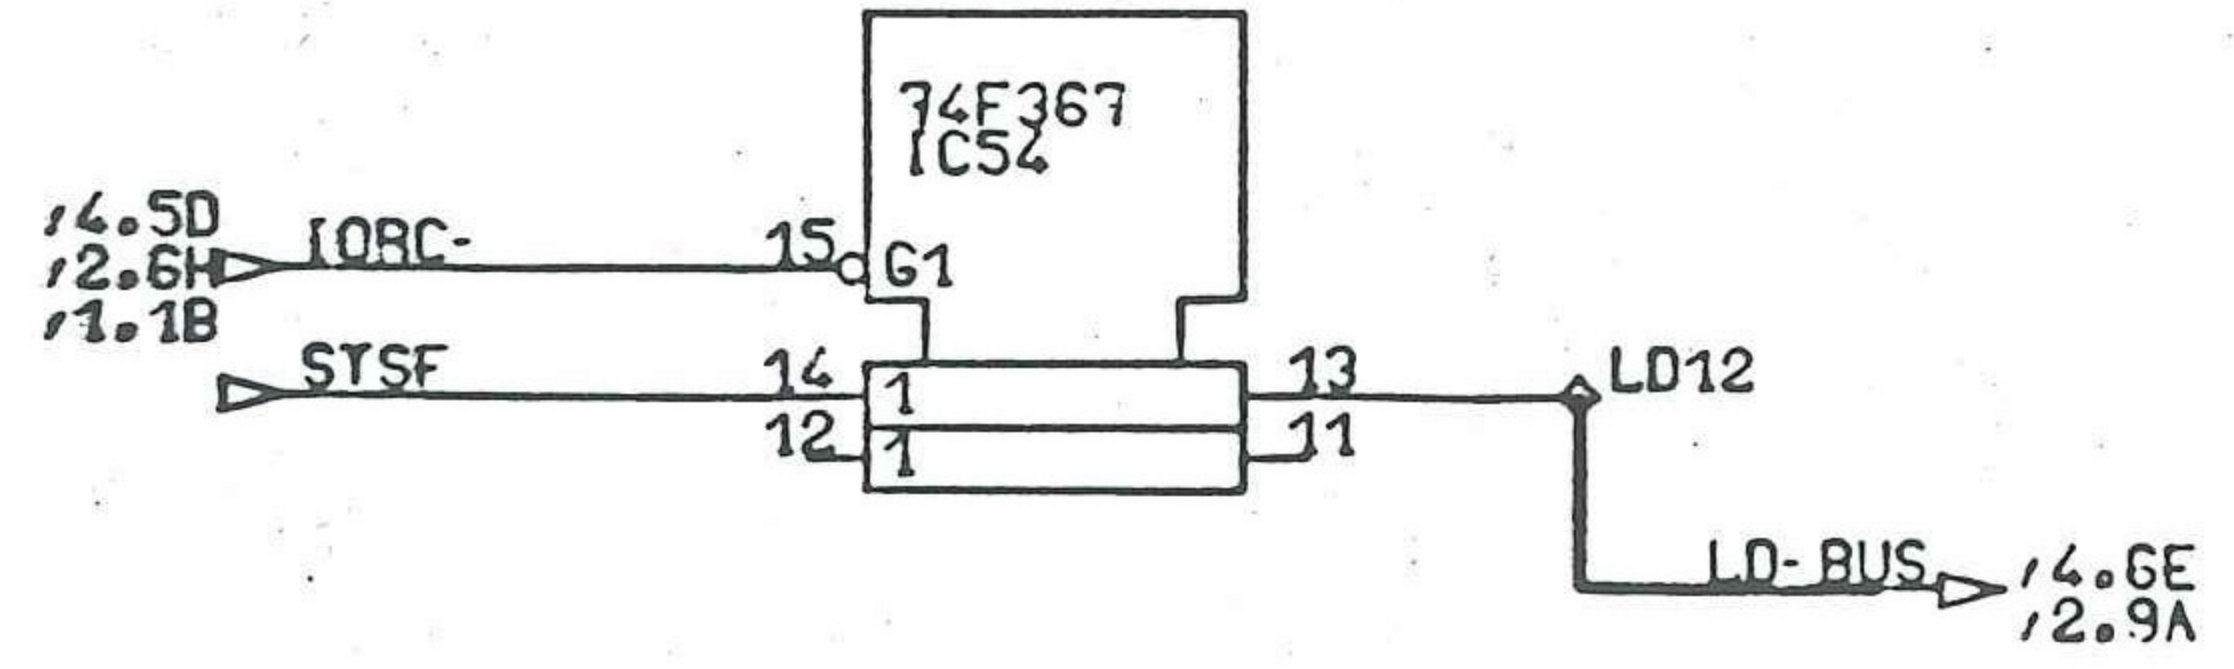 74F367
IC54
,4.5D
IORC-
15
,2.6H
G1
,1.1B
STSF
14
1
13
LD12
12
1
11
LD-BUS
,4.6E
,2.9A